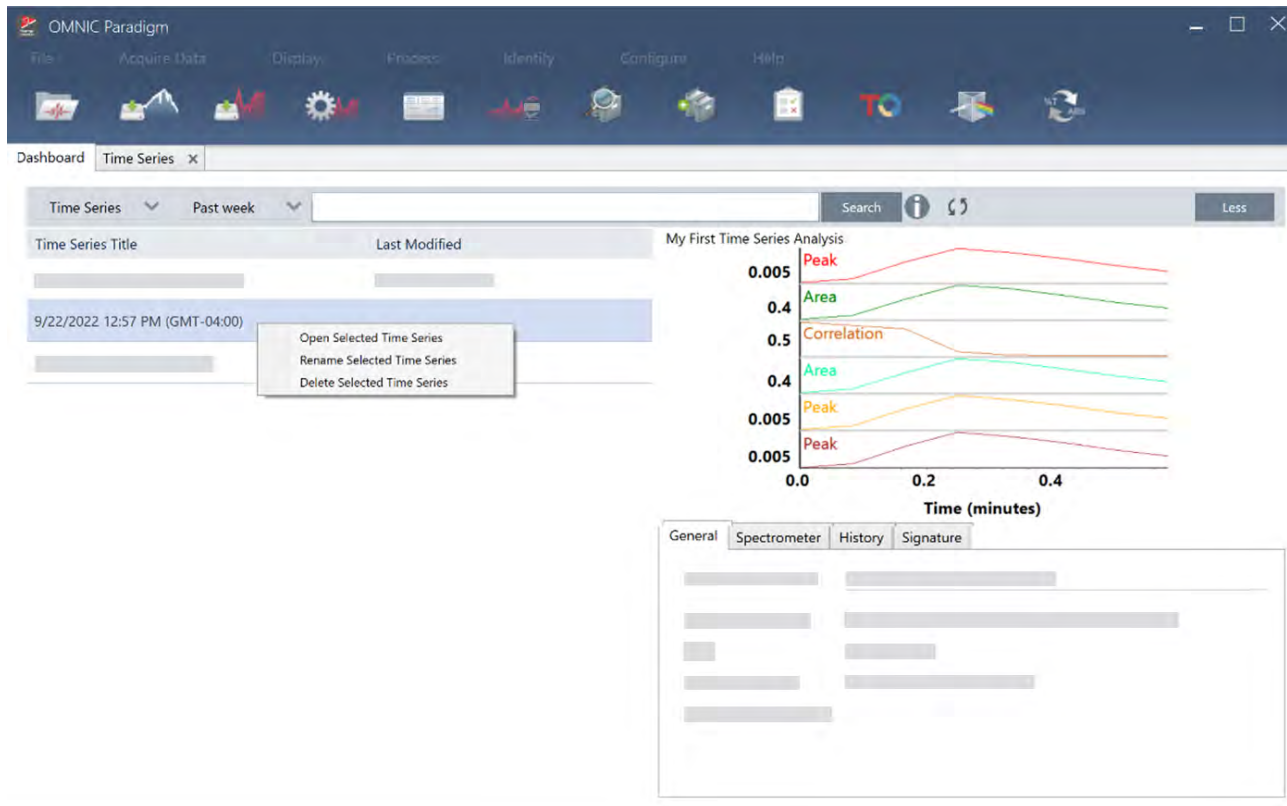 OMNIC Paradigm
File Acquire Data Display Process Identify Configure Help
TQ
%T ABS
Dashboard Time Series ×
Time Series Past week Search i Less
Time Series Title Last Modified
9/22/2022 12:57 PM (GMT-04:00)
Open Selected Time Series
Rename Selected Time Series
Delete Selected Time Series
My First Time Series Analysis
Peak
0.005
Area
0.4
Correlation
0.5
Area
0.4
Peak
0.005
Peak
0.005
0.0 0.2 0.4
Time (minutes)
General Spectrometer History Signature